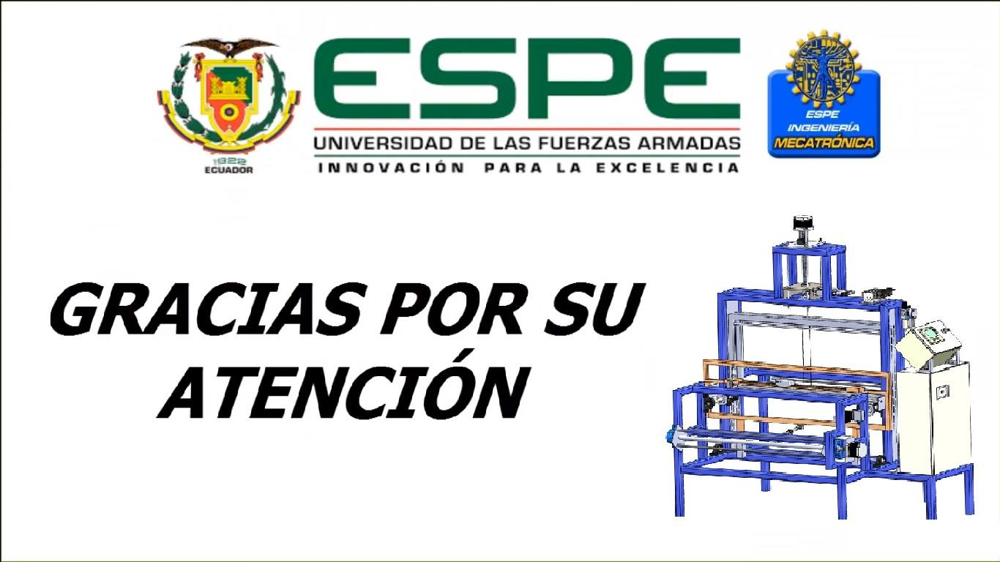 ESPE
UNIVERSIDAD DE LAS FUERZAS ARMADAS
INNOVACIÓN PARA LA EXCELENCIA
1922
ECUADOR
ESPE
INGENIERÍA
MECATRÓNICA
GRACIAS POR SU
ATENCIÓN